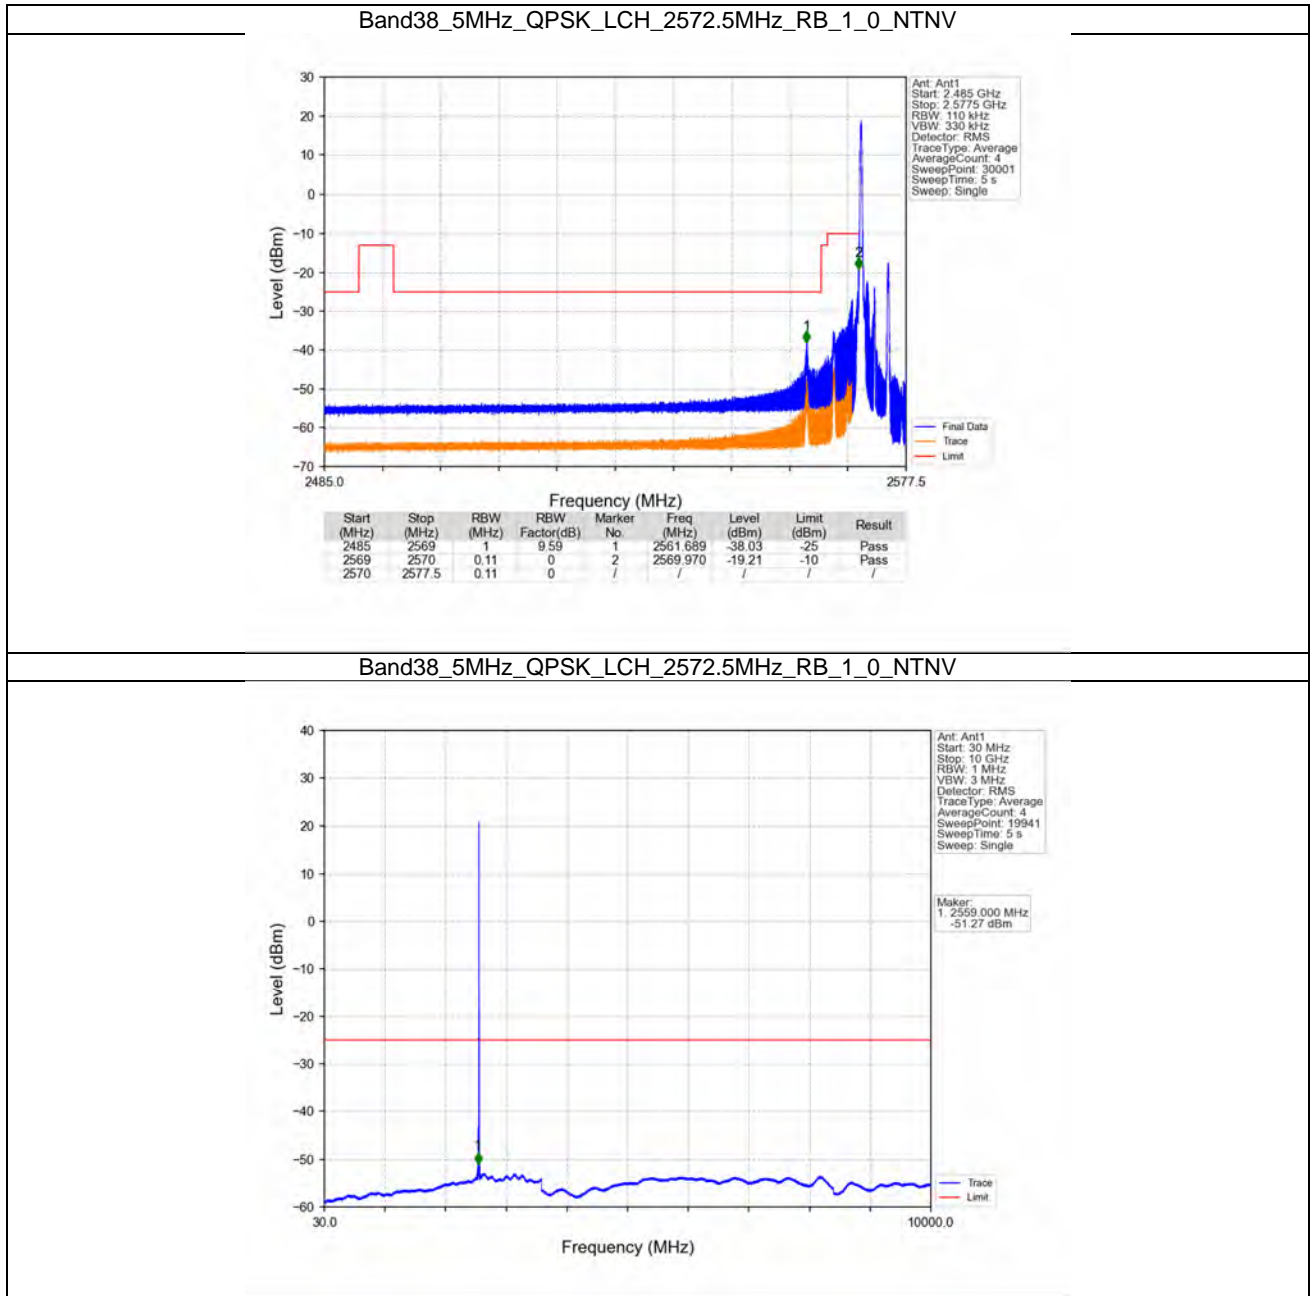 Band38_5MHz_QPSK_LCH_2572.5MHz_RB_1_0_NTNV
30
20
10
0
−10
−20
−30
−40
−50
−60
−70
Level (dBm)
1
2
2485.0
2577.5
Frequency (MHz)
Ant: Ant1
Start: 2.485 GHz
Stop: 2.5775 GHz
RBW: 110 kHz
VBW: 330 kHz
Detector: RMS
TraceType: Average
AverageCount: 4
SweepPoint: 30001
SweepTime: 5 s
Sweep: Single
Final Data
Trace
Limit
Start (MHz) Stop (MHz) RBW (MHz) RBW Factor(dB) Marker No. Freq (MHz) Level (dBm) Limit (dBm) Result
2485 2569 1 9.59 1 2561.689 -38.03 -25 Pass
2569 2570 0.11 0 2 2569.970 -19.21 -10 Pass
2570 2577.5 0.11 0 / / / / /
Band38_5MHz_QPSK_LCH_2572.5MHz_RB_1_0_NTNV
40
30
20
10
0
−10
−20
−30
−40
−50
−60
Level (dBm)
1
30.0
10000.0
Frequency (MHz)
Ant: Ant1
Start: 30 MHz
Stop: 10 GHz
RBW: 1 MHz
VBW: 3 MHz
Detector: RMS
TraceType: Average
AverageCount: 4
SweepPoint: 19941
SweepTime: 5 s
Sweep: Single
Maker:
1. 2559.000 MHz
-51.27 dBm
Trace
Limit